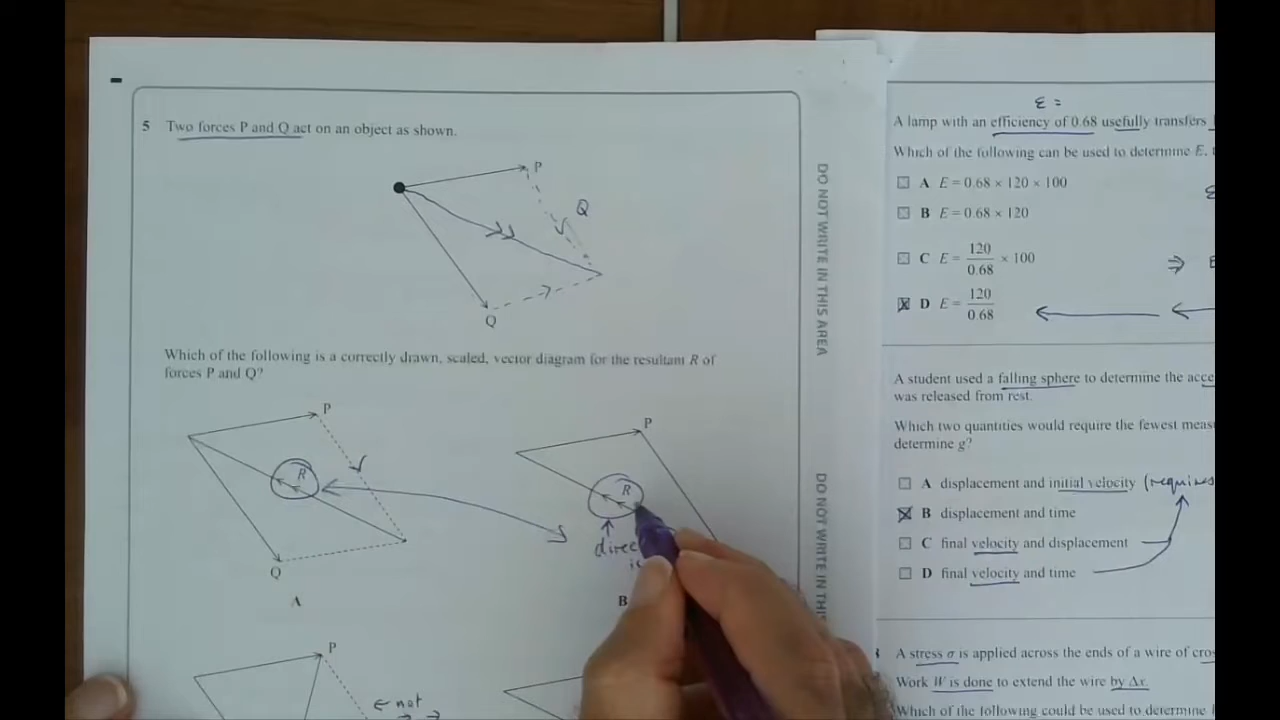 5 Two forces P and Q act on an object as shown.
P
Q
Q
Which of the following is a correctly drawn, scaled, vector diagram for the resultant R of
forces P and Q?
P
R
Q
A
P
R
B
P
← not
DO NOT WRITE IN THIS AREA
DO NOT WRITE IN THIS
ε =
A lamp with an efficiency of 0.68 usefully transfers
Which of the following can be used to determine E,
A E = 0.68 × 120 × 100
B E = 0.68 × 120
C E = 120/0.68 × 100
D E = 120/0.68
A student used a falling sphere to determine the
was released from rest.
Which two quantities would require the fewest
determine g?
A displacement and initial velocity (requires
B displacement and time
C final velocity and displacement
D final velocity and time
A stress σ is applied across the ends of a wire of
Work W is done to extend the wire by Δx.
Which of the following could be used to determine